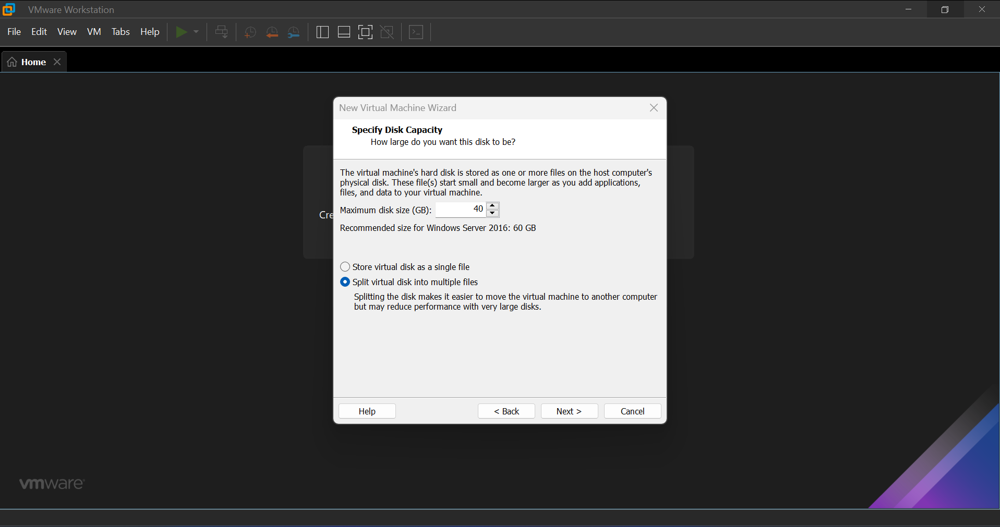 VMware Workstation
File Edit View VM Tabs Help
Home
New Virtual Machine Wizard
Specify Disk Capacity
How large do you want this disk to be?
The virtual machine's hard disk is stored as one or more files on the host computer's
physical disk. These file(s) start small and become larger as you add applications,
files, and data to your virtual machine.
Cre
Maximum disk size (GB): 40
Recommended size for Windows Server 2016: 60 GB
Store virtual disk as a single file
Split virtual disk into multiple files
Splitting the disk makes it easier to move the virtual machine to another computer
but may reduce performance with very large disks.
Help < Back Next > Cancel
vmware